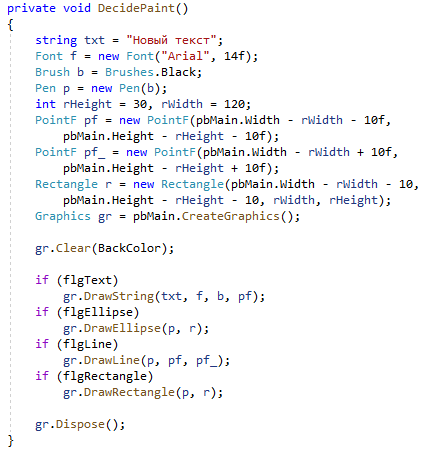 private void DecidePaint()
{
    string txt = "Новый текст";
    Font f = new Font("Arial", 14f);
    Brush b = Brushes.Black;
    Pen p = new Pen(b);
    int rHeight = 30, rWidth = 120;
    PointF pf = new PointF(pbMain.Width - rWidth - 10f,
        pbMain.Height - rHeight - 10f);
    PointF pf_ = new PointF(pbMain.Width - rWidth + 10f,
        pbMain.Height - rHeight + 10f);
    Rectangle r = new Rectangle(pbMain.Width - rWidth - 10,
        pbMain.Height - rHeight - 10, rWidth, rHeight);
    Graphics gr = pbMain.CreateGraphics();

    gr.Clear(BackColor);

    if (flgText)
        gr.DrawString(txt, f, b, pf);
    if (flgEllipse)
        gr.DrawEllipse(p, r);
    if (flgLine)
        gr.DrawLine(p, pf, pf_);
    if (flgRectangle)
        gr.DrawRectangle(p, r);

    gr.Dispose();
}